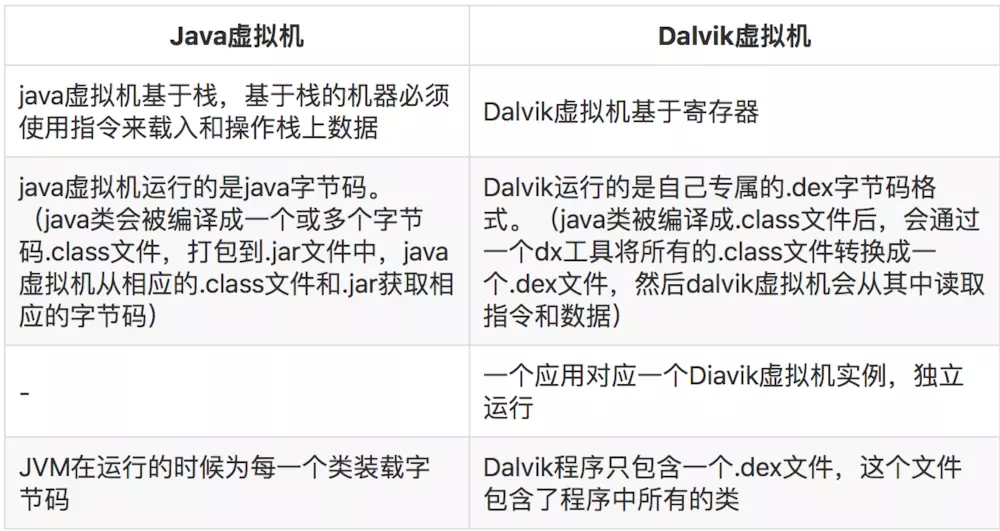 Java虚拟机
Dalvik虚拟机
java虚拟机基于栈，基于栈的机器必须
使用指令来载入和操作栈上数据
Dalvik虚拟机基于寄存器
java虚拟机运行的是java字节码。
（java类会被编译成一个或多个字节
码.class文件，打包到.jar文件中，java
虚拟机从相应的.class文件和.jar获取相
应的字节码）
Dalvik运行的是自己专属的.dex字节码格
式。（java类被编译成.class文件后，会通过
一个dx工具将所有的.class文件转换成一
个.dex文件，然后dalvik虚拟机会从其中读取
指令和数据）
-
一个应用对应一个Diavik虚拟机实例，独立
运行
JVM在运行的时候为每一个类装载字
节码
Dalvik程序只包含一个.dex文件，这个文件
包含了程序中所有的类